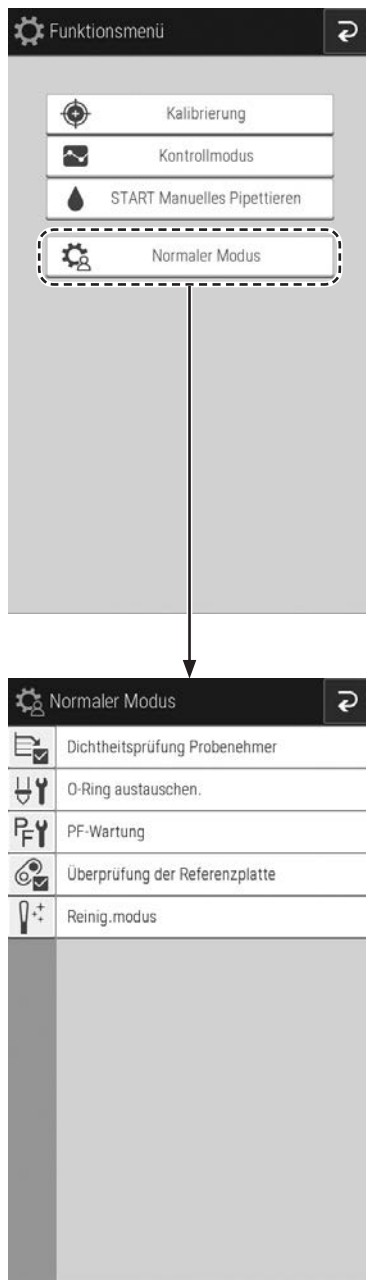 Funktionsmenü
Kalibrierung
Kontrollmodus
START Manuelles Pipettieren
Normaler Modus
Normaler Modus
Dichtheitsprüfung Probenehmer
O-Ring austauschen.
PF-Wartung
Überprüfung der Referenzplatte
Reinig.modus